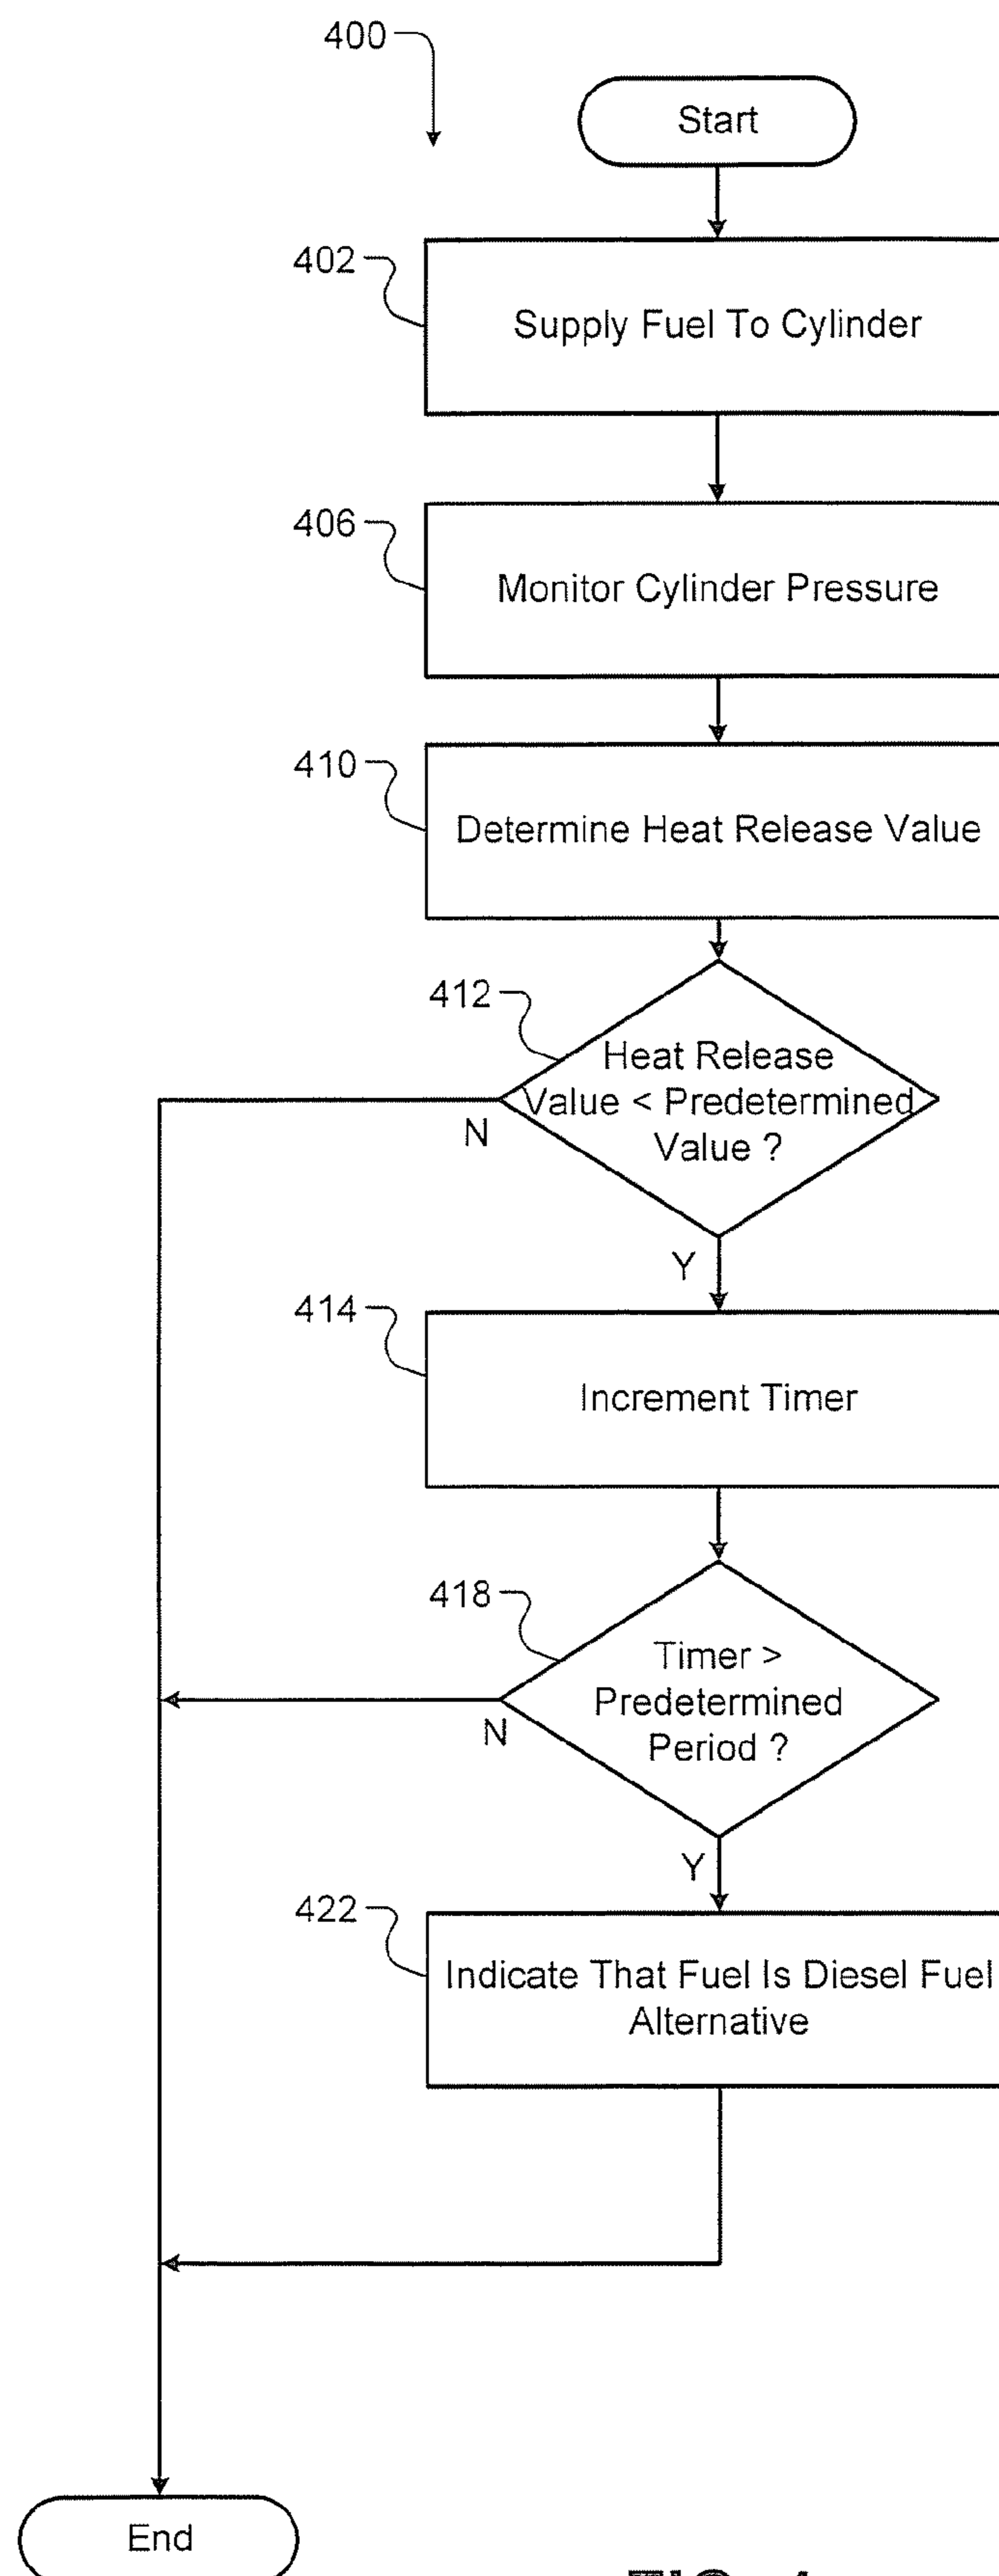 400
Start
402
Supply Fuel To Cylinder
406
Monitor Cylinder Pressure
410
Determine Heat Release Value
412
Heat Release
Value < Predetermined
Value ?
N
Y
414
Increment Timer
418
Timer >
Predetermined
Period ?
N
Y
422
Indicate That Fuel Is Diesel Fuel
Alternative
End